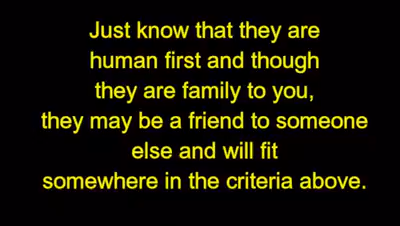 Just know that they are
human first and though
they are family to you,
they may be a friend to someone
else and will fit
somewhere in the criteria above.